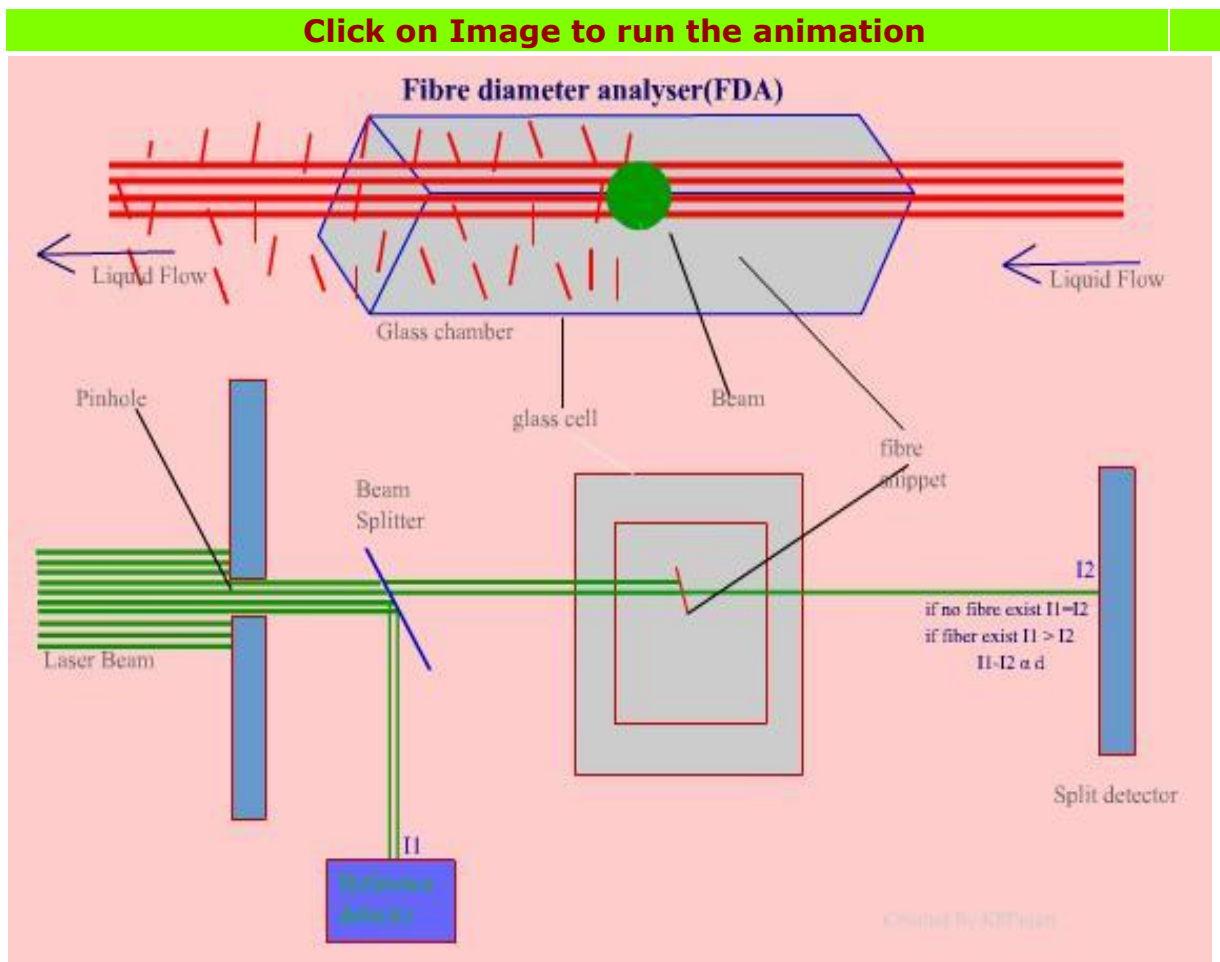 Click on Image to run the animation
Fibre diameter analyser(FDA)
Liquid Flow
Liquid Flow
Glass chamber
Pinhole
glass cell
Beam
fibre
snippet
Beam
Splitter
I2
if no fibre exist I1=I2
if fiber exist I1 > I2
I1-I2 α d
Laser Beam
Split detector
I1
Created By